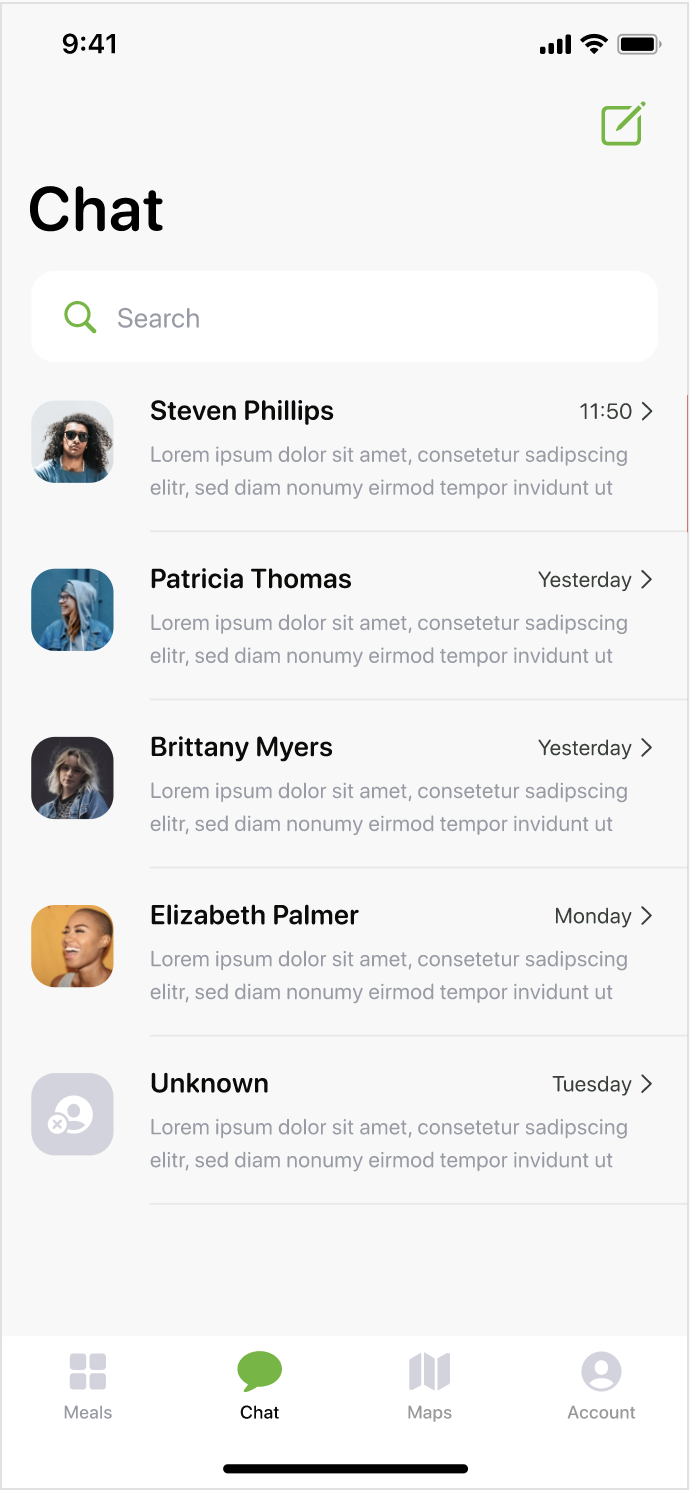 9:41
Chat
Search
Steven Phillips 11:50
Lorem ipsum dolor sit amet, consetetur sadipscing
elitr, sed diam nonumy eirmod tempor invidunt ut
Patricia Thomas Yesterday
Lorem ipsum dolor sit amet, consetetur sadipscing
elitr, sed diam nonumy eirmod tempor invidunt ut
Brittany Myers Yesterday
Lorem ipsum dolor sit amet, consetetur sadipscing
elitr, sed diam nonumy eirmod tempor invidunt ut
Elizabeth Palmer Monday
Lorem ipsum dolor sit amet, consetetur sadipscing
elitr, sed diam nonumy eirmod tempor invidunt ut
Unknown Tuesday
Lorem ipsum dolor sit amet, consetetur sadipscing
elitr, sed diam nonumy eirmod tempor invidunt ut
Meals Chat Maps Account